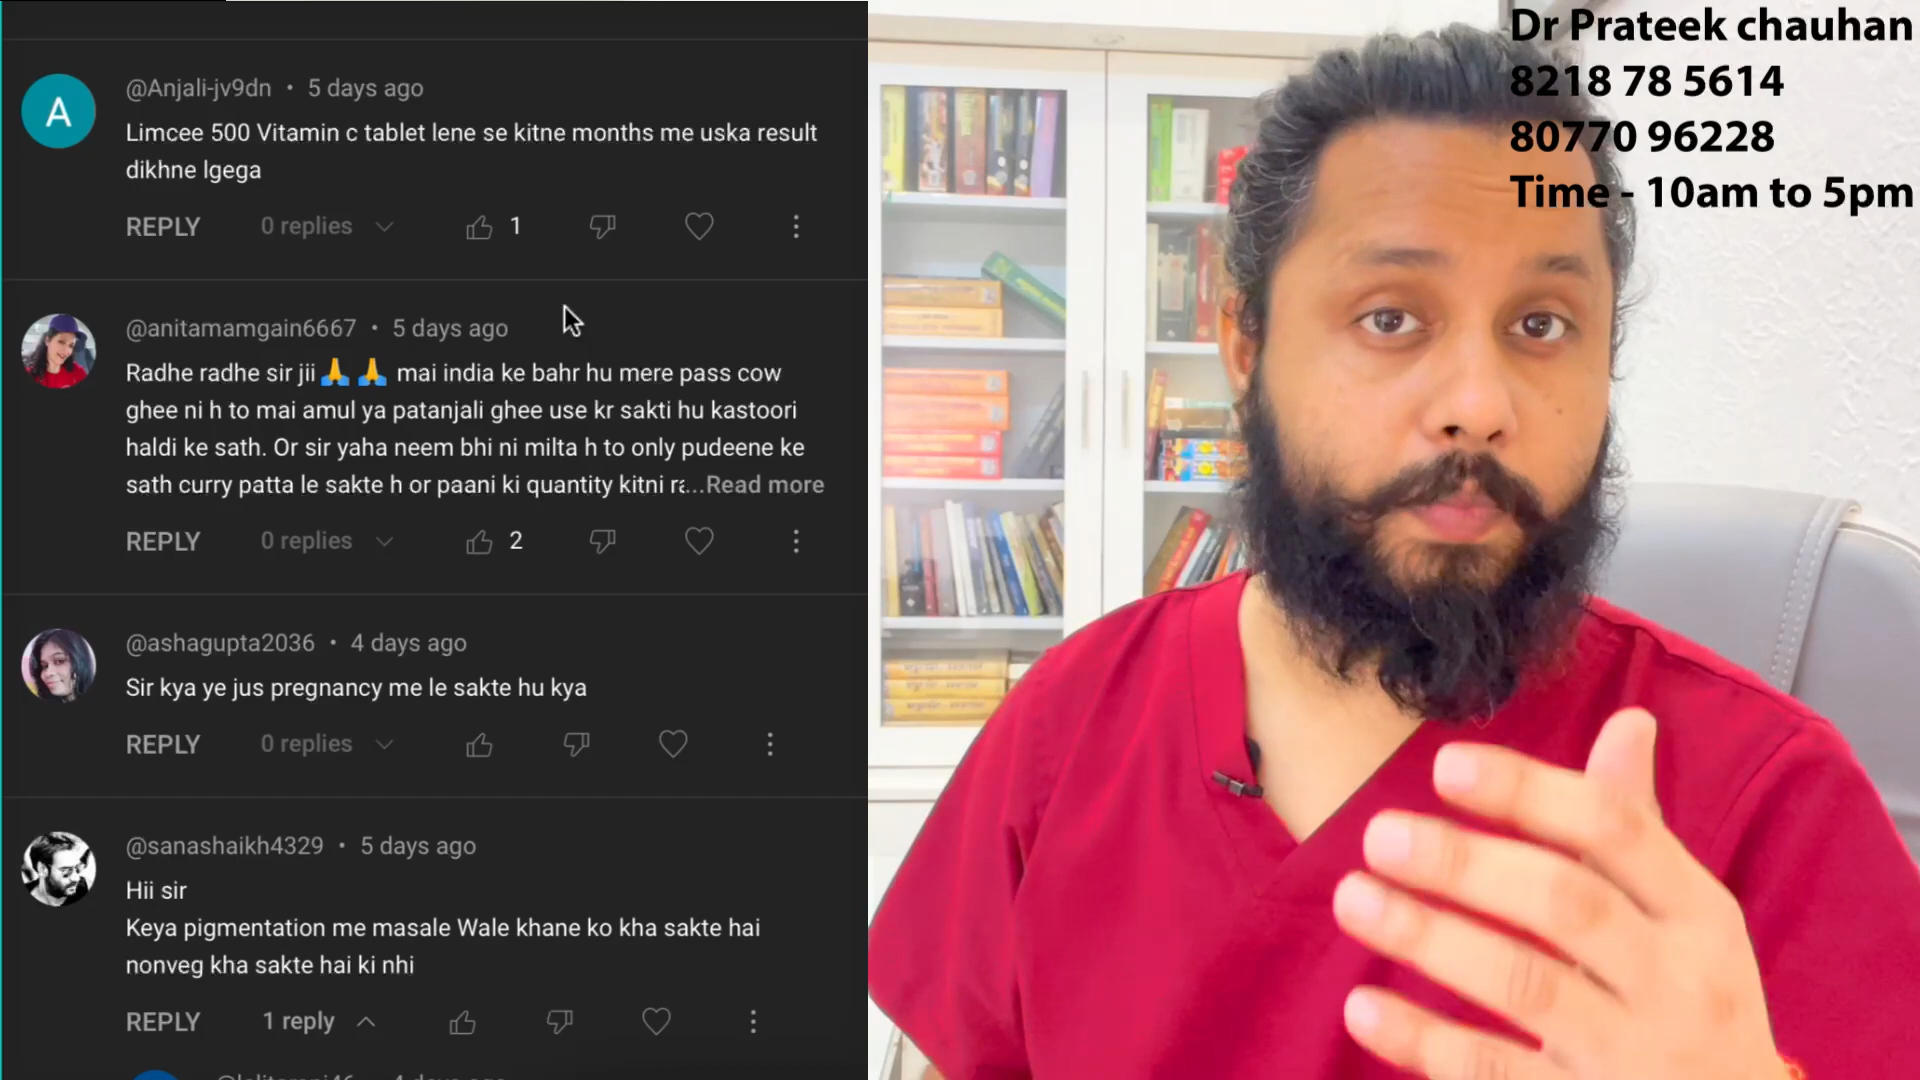 @Anjali-jv9dn • 5 days ago
A
Limcee 500 Vitamin c tablet lene se kitne months me uska result
dikhne lgega
REPLY 0 replies 1
@anitamamgain6667 • 5 days ago
Radhe radhe sir jii🙏 🙏 mai india ke bahr hu mere pass cow
ghee ni h to mai amul ya patanjali ghee use kr sakti hu kastoori
haldi ke sath. Or sir yaha neem bhi ni milta h to only pudeene ke
sath curry patta le sakte h or paani ki quantity kitni ...Read more
REPLY 0 replies 2
@ashagupta2036 • 4 days ago
Sir kya ye jus pregnancy me le sakte hu kya
REPLY 0 replies
@sanashaikh4329 • 5 days ago
Hii sir
Keya pigmentation me masale Wale khane ko kha sakte hai
nonveg kha sakte hai ki nhi
REPLY 1 reply
Dr Prateek chauhan
8218 78 5614
80770 96228
Time - 10am to 5pm